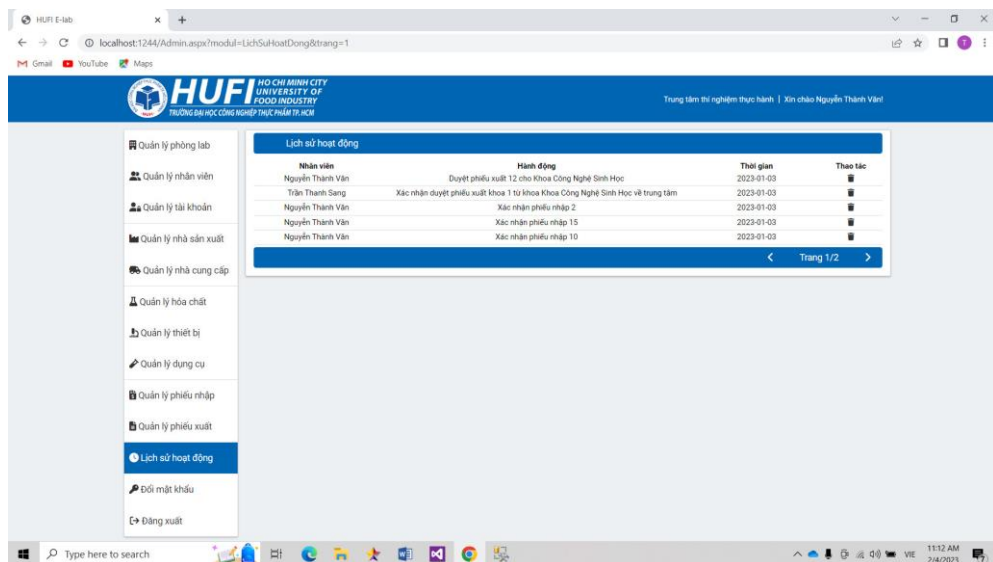 HUFI E-lab
localhost:1244/Admin.aspx?modul=LichSuHoatDong&trang=1
Gmail YouTube Maps
HUFI HO CHI MINH CITY
UNIVERSITY OF
FOOD INDUSTRY
TRƯỜNG ĐẠI HỌC CÔNG NGHIỆP THỰC PHẨM TP. HCM
Trung tâm thí nghiệm thực hành | Xin chào Nguyễn Thành Văn!
Quản lý phòng lab
Quản lý nhân viên
Quản lý tài khoản
Quản lý nhà sản xuất
Quản lý nhà cung cấp
Quản lý hóa chất
Quản lý thiết bị
Quản lý dụng cụ
Quản lý phiếu nhập
Quản lý phiếu xuất
Lịch sử hoạt động
Đổi mật khẩu
Đăng xuất
Lịch sử hoạt động
Nhân viên Hành động Thời gian Thao tác
Nguyễn Thành Văn Duyệt phiếu xuất 12 cho Khoa Công Nghệ Sinh Học 2023-01-03
Trần Thanh Sang Xác nhận duyệt phiếu xuất khoa 1 từ khoa Khoa Công Nghệ Sinh Học về trung tâm 2023-01-03
Nguyễn Thành Văn Xác nhận phiếu nhập 2 2023-01-03
Nguyễn Thành Văn Xác nhận phiếu nhập 15 2023-01-03
Nguyễn Thành Văn Xác nhận phiếu nhập 10 2023-01-03
Trang 1/2
Type here to search
VIE 11:12 AM
2/4/2023